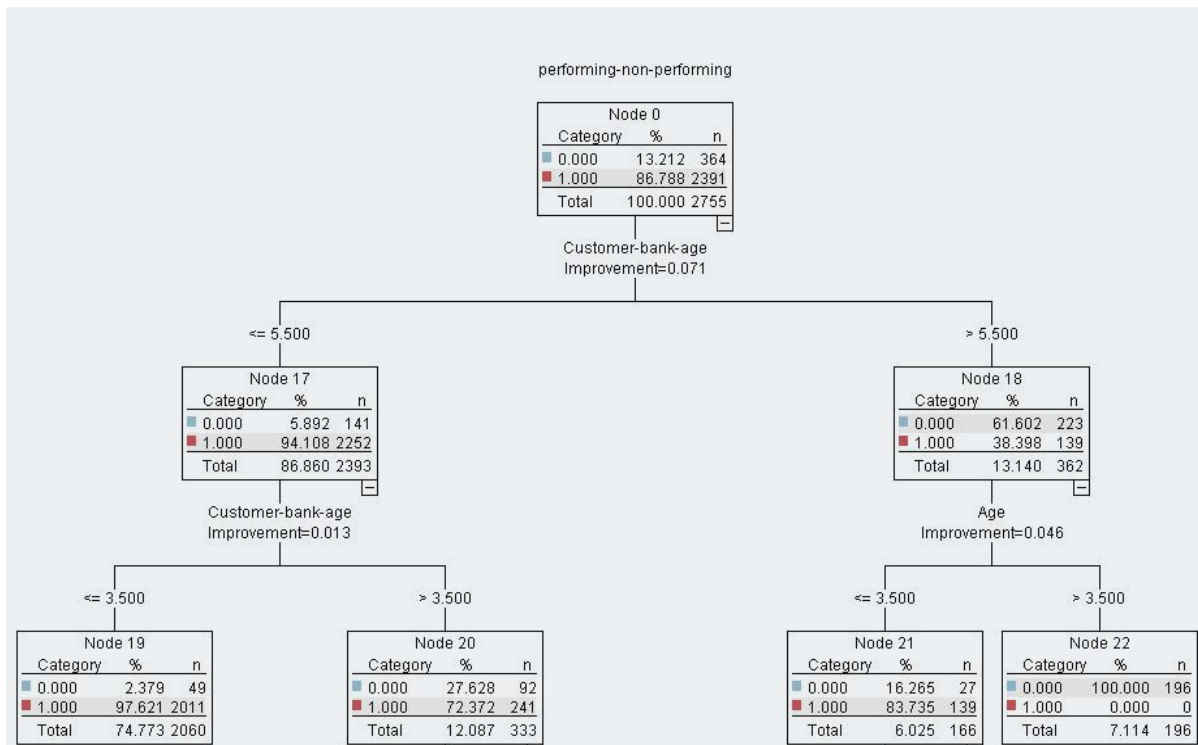 performing-non-performing
Node 0
Category % n
0.000 13.212 364
1.000 86.788 2391
Total 100.000 2755
Customer-bank-age
Improvement=0.071
<= 5.500
> 5.500
Node 17
Category % n
0.000 5.892 141
1.000 94.108 2252
Total 86.860 2393
Node 18
Category % n
0.000 61.602 223
1.000 38.398 139
Total 13.140 362
Customer-bank-age
Improvement=0.013
Age
Improvement=0.046
<= 3.500
> 3.500
<= 3.500
> 3.500
Node 19
Category % n
0.000 2.379 49
1.000 97.621 2011
Total 74.773 2060
Node 20
Category % n
0.000 27.628 92
1.000 72.372 241
Total 12.087 333
Node 21
Category % n
0.000 16.265 27
1.000 83.735 139
Total 6.025 166
Node 22
Category % n
0.000 100.000 196
1.000 0.000 0
Total 7.114 196